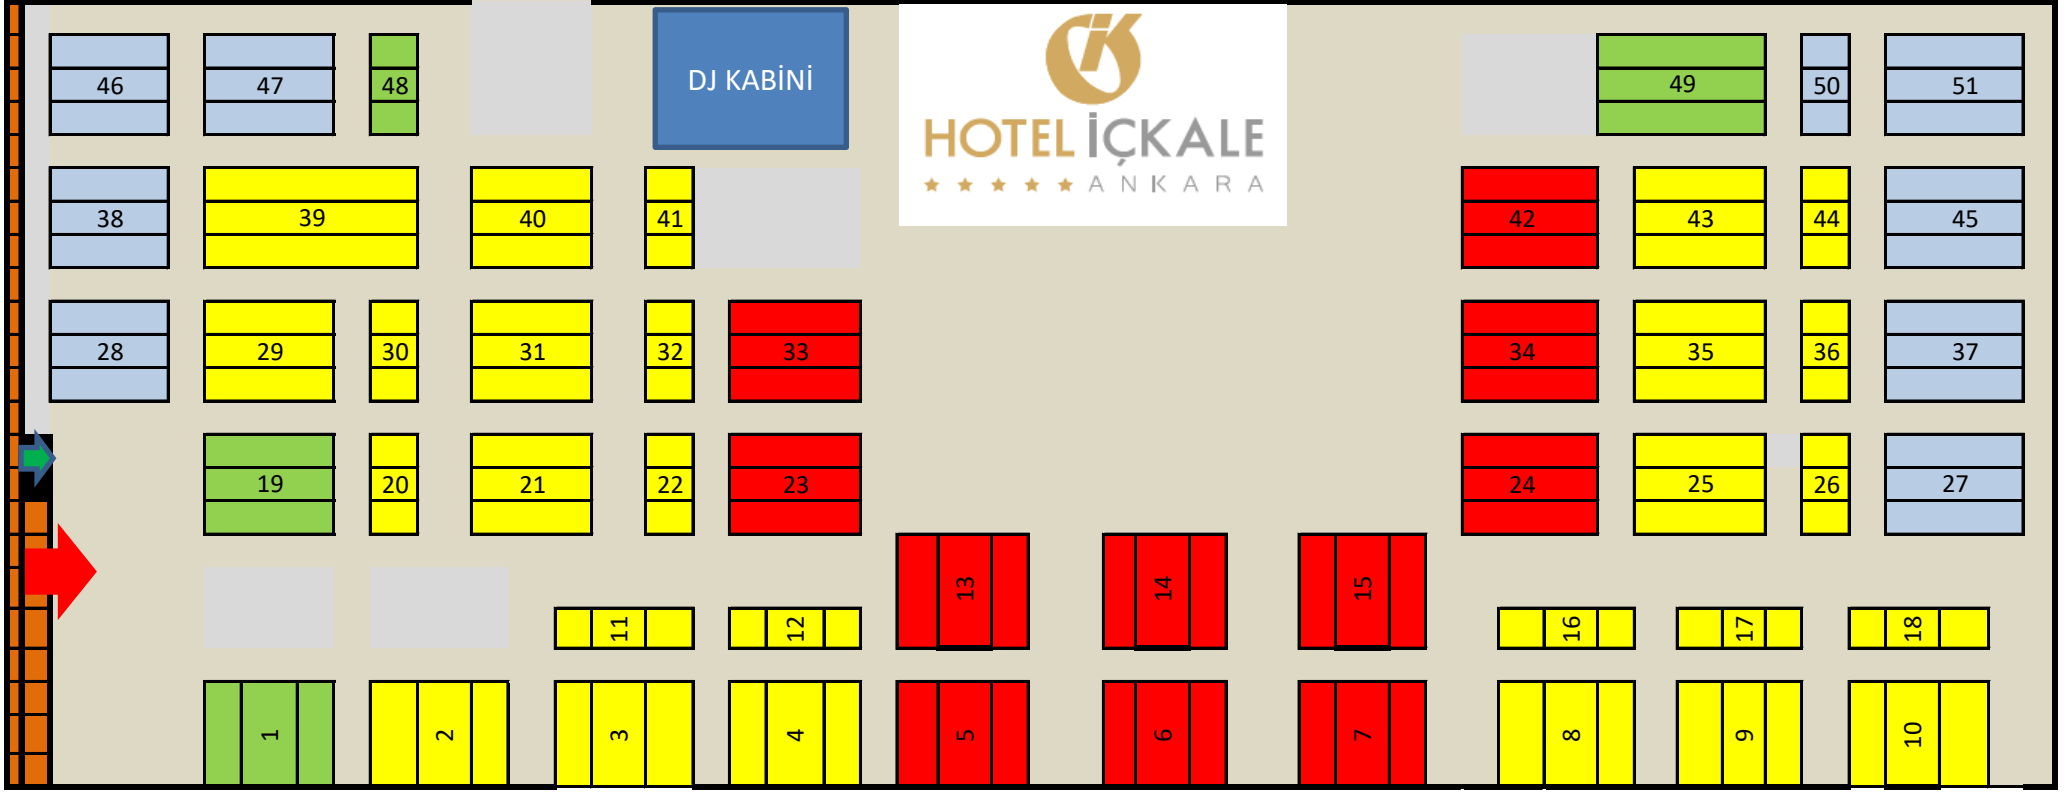 DJ KABİNİ
HOTEL İÇKALE
ANKARA
46 47 48 49 50 51
38 39 40 41 42 43 44 45
28 29 30 31 32 33 34 35 36 37
19 20 21 22 23 24 25 26 27
11 12 13 14 15 16 17 18
1 2 3 4 5 6 7 8 9 10